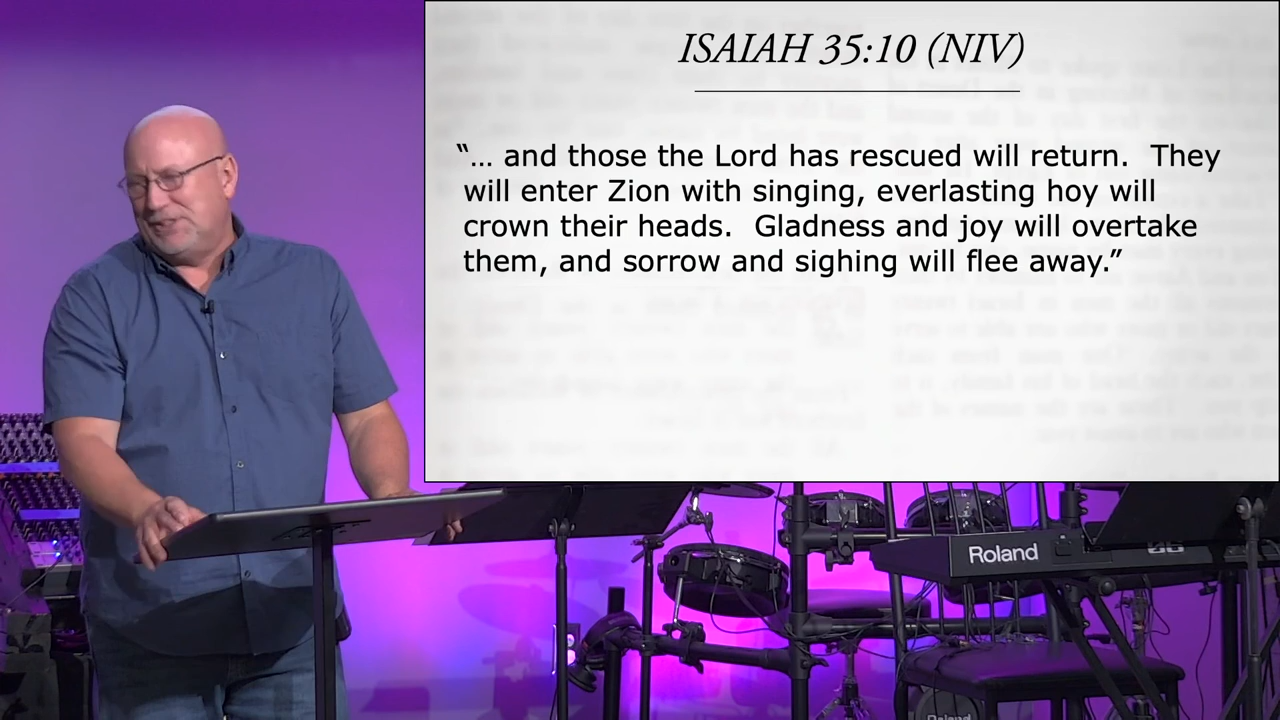 ISAIAH 35:10 (NIV)
“... and those the Lord has rescued will return.  They
will enter Zion with singing, everlasting hoy will
crown their heads.  Gladness and joy will overtake
them, and sorrow and sighing will flee away.”
Roland
Roland